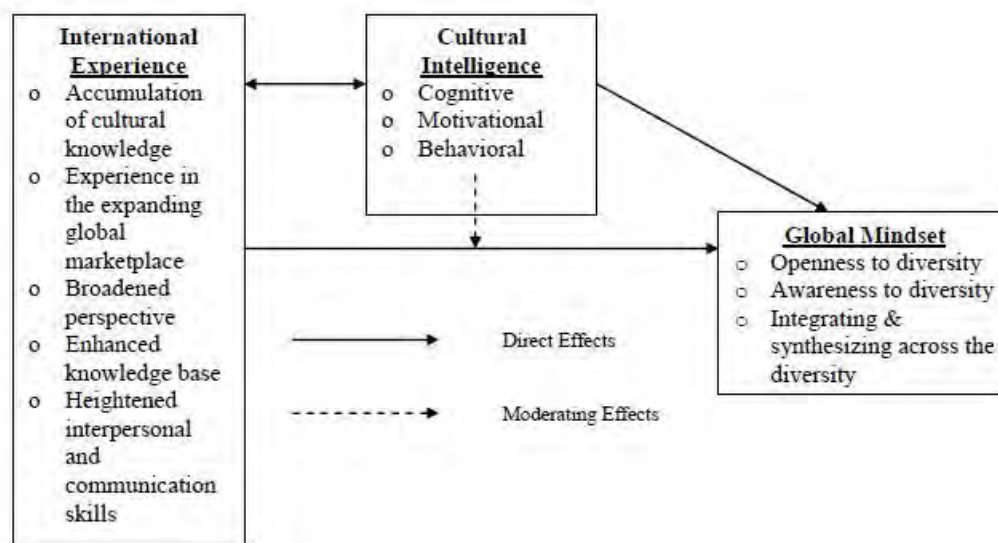 International
Experience
o Accumulation
of cultural
knowledge
o Experience in
the expanding
global
marketplace
o Broadened
perspective
o Enhanced
knowledge base
o Heightened
interpersonal
and
communication
skills
Cultural
Intelligence
o Cognitive
o Motivational
o Behavioral
Global Mindset
o Openness to diversity
o Awareness to diversity
o Integrating &
synthesizing across the
diversity
Direct Effects
Moderating Effects